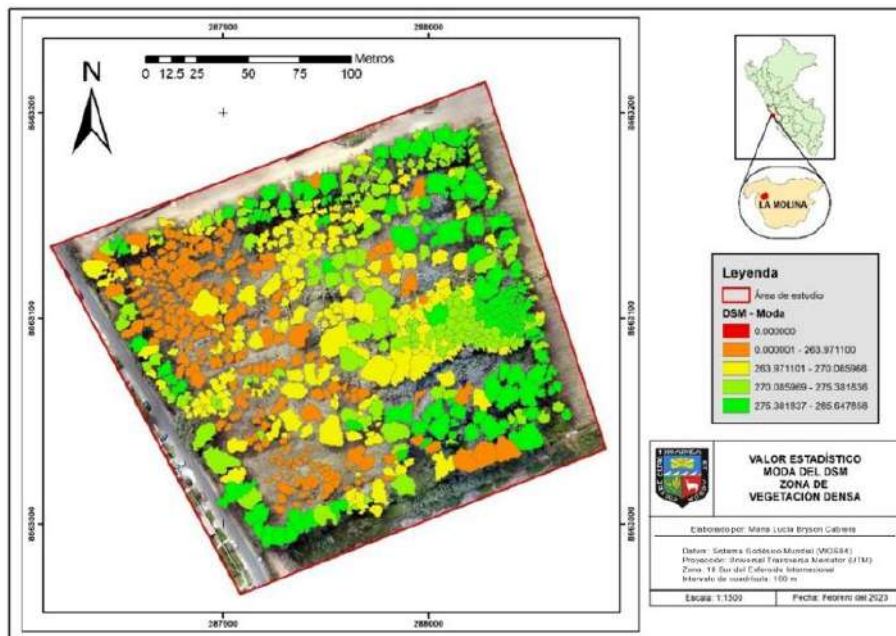 287900
288000
N
Metros
0 12.5 25 50 75 100
8663200
8663200
8663100
8663100
8663000
8663000
287900
288000
LA MOLINA
Leyenda
Área de estudio
DSM - Moda
0.000000
0.000001 - 263.971100
263.971101 - 270.085968
270.085969 - 275.381836
275.381837 - 285.647858
VALOR ESTADÍSTICO
MODA DEL DSM
ZONA DE
VEGETACIÓN DENSA
Elaborado por: María Lucía Bryson Cabrera
Datum: Sistema Geodésico Mundial (WGS84)
Proyección: Universal Transversa Mercator (UTM)
Zona: 18 Sur del Esferoide Internacional
Intervalo de cuadrícula: 100 m
Escala: 1:1500
Fecha: Febrero del 2023